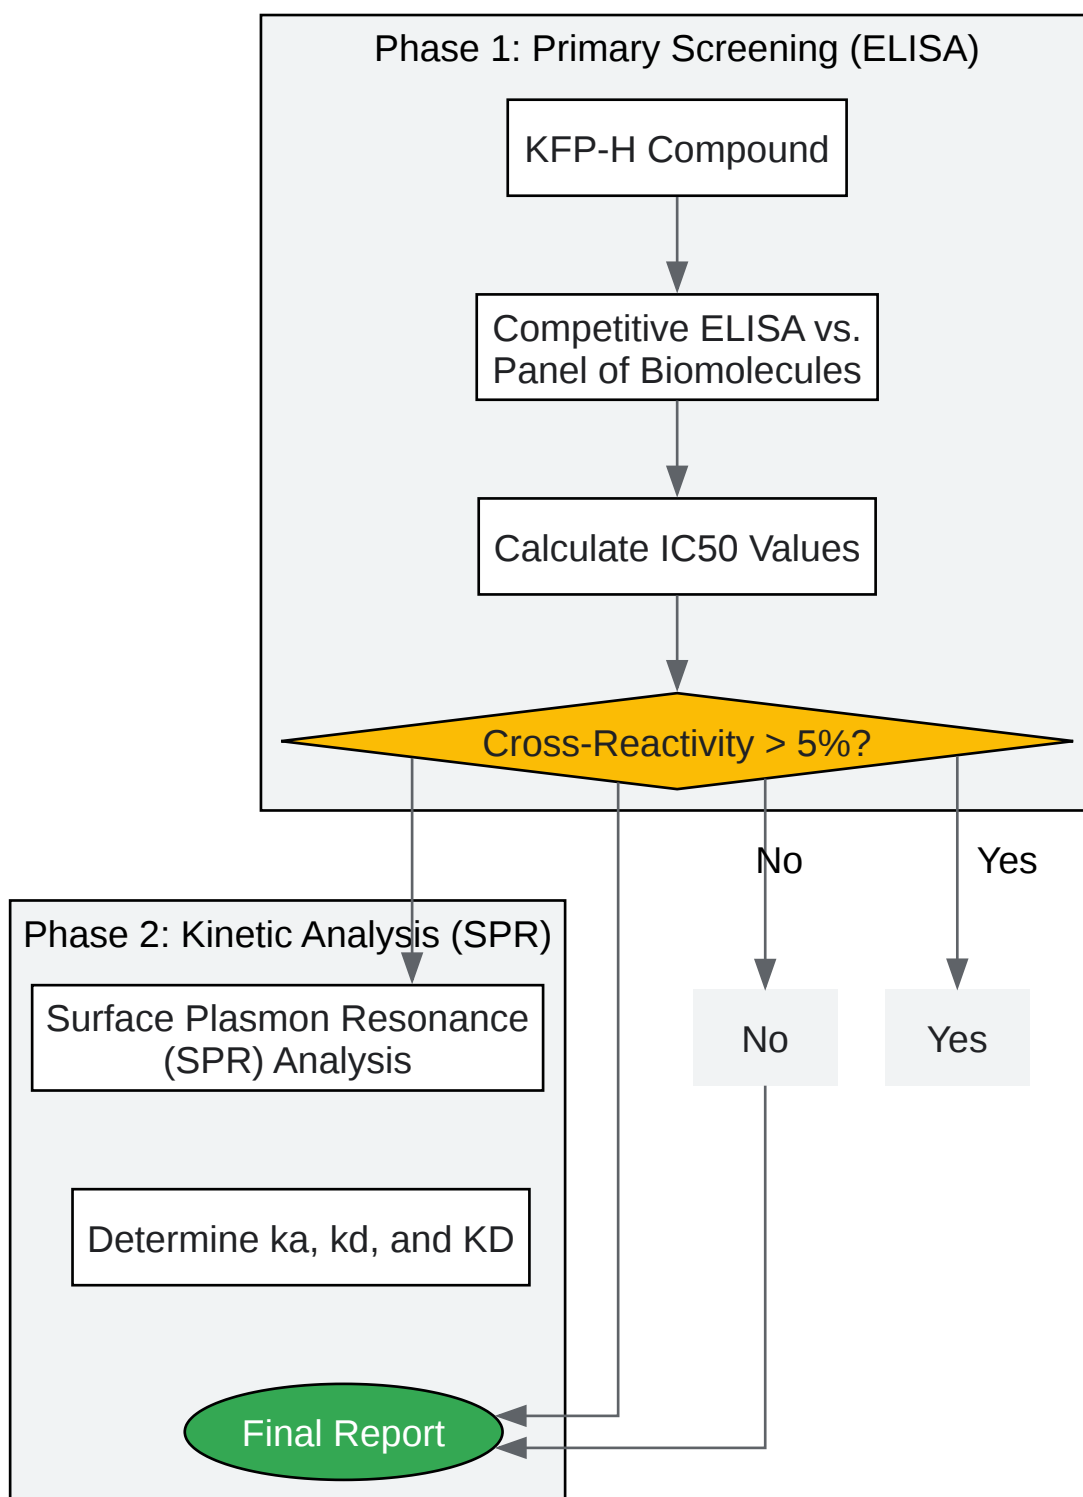 Phase 1: Primary Screening (ELISA)
KFP-H Compound
Competitive ELISA vs.
Panel of Biomolecules
Calculate IC50 Values
Cross-Reactivity > 5%?
No
Yes
Phase 2: Kinetic Analysis (SPR)
Surface Plasmon Resonance
(SPR) Analysis
No
Yes
Determine ka, kd, and KD
Final Report